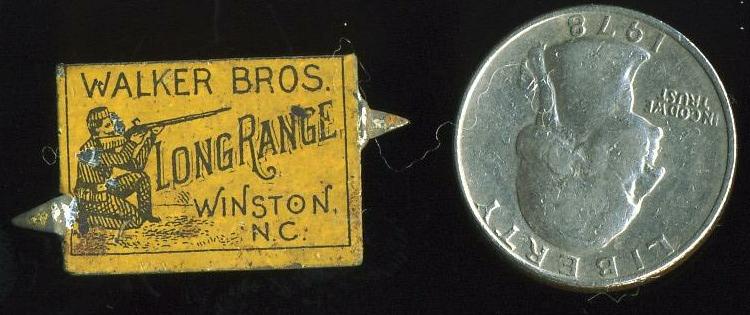 WALKER BROS.
LONG RANGE
WINSTON,
N.C.
1978
IN GOD WE
TRUST
LIBERTY